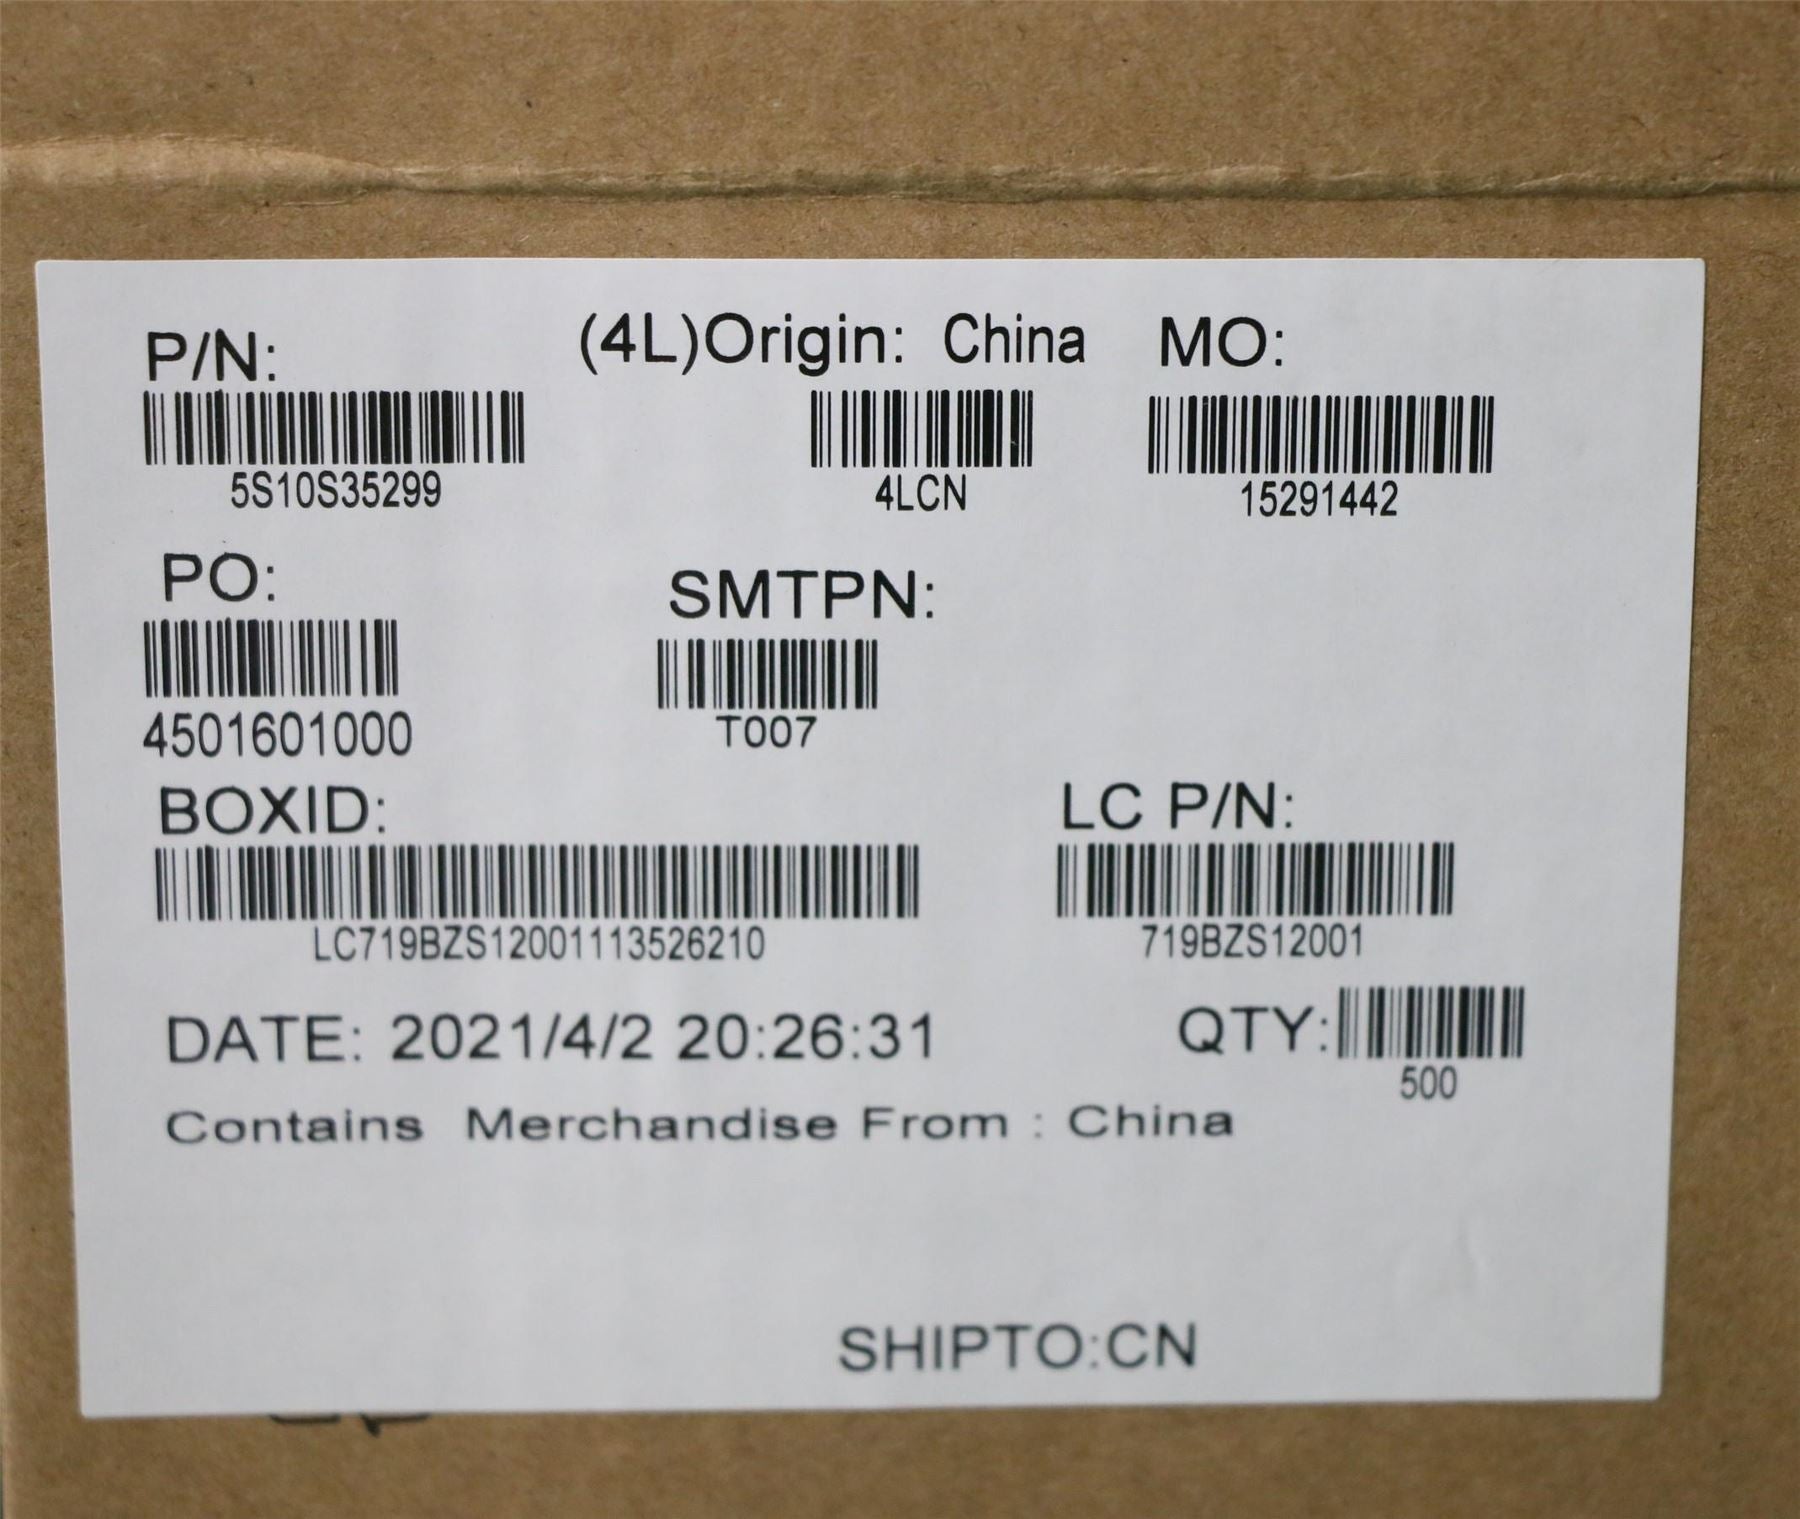 P/N:
(4L)Origin: China
MO:
5S10S35299
4LCN
15291442
PO:
SMTPN:
4501601000
T007
BOXID:
LC P/N:
LC719BZS12001113526210
719BZS12001
DATE: 2021/4/2 20:26:31
QTY:
500
Contains Merchandise From : China
SHIPTO:CN